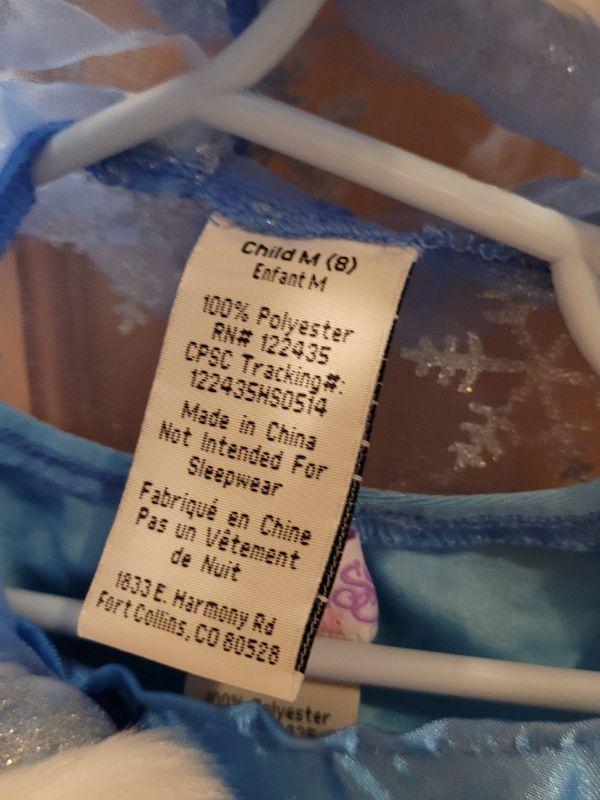 Child M (8)
Enfant M
100% Polyester
RN# 122435
CPSC Tracking#:
122435HS0514
Made in China
Not Intended For
Sleepwear
Fabriqué en Chine
Pas un Vêtement
de Nuit
1833 E. Harmony Rd
Fort Collins, CO 80528
100% Polyester